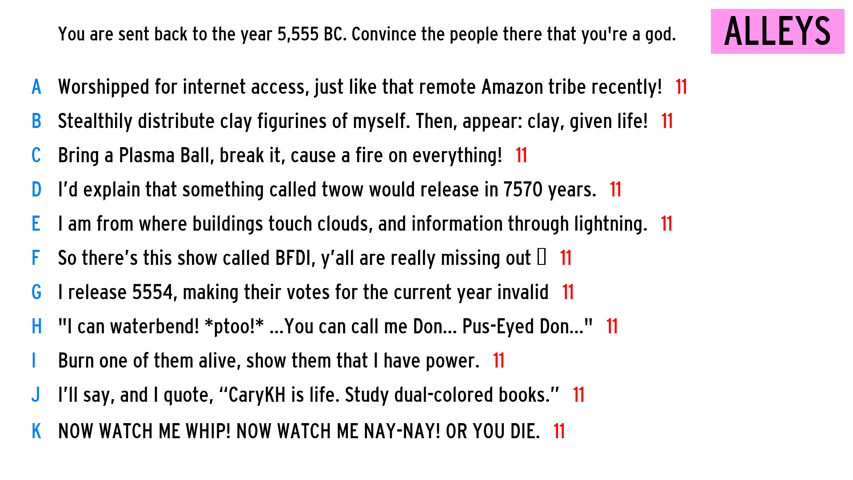 You are sent back to the year 5,555 BC. Convince the people there that you're a god.
ALLEYS
A Worshipped for internet access, just like that remote Amazon tribe recently! 11
B Stealthily distribute clay figurines of myself. Then, appear: clay, given life! 11
C Bring a Plasma Ball, break it, cause a fire on everything! 11
D I’d explain that something called twow would release in 7570 years. 11
E I am from where buildings touch clouds, and information through lightning. 11
F So there’s this show called BFDI, y’all are really missing out ▯ 11
G I release 5554, making their votes for the current year invalid 11
H "I can waterbend! *ptoo!* ...You can call me Don... Pus-Eyed Don..." 11
I Burn one of them alive, show them that I have power. 11
J I’ll say, and I quote, “CaryKH is life. Study dual-colored books.” 11
K NOW WATCH ME WHIP! NOW WATCH ME NAY-NAY! OR YOU DIE. 11